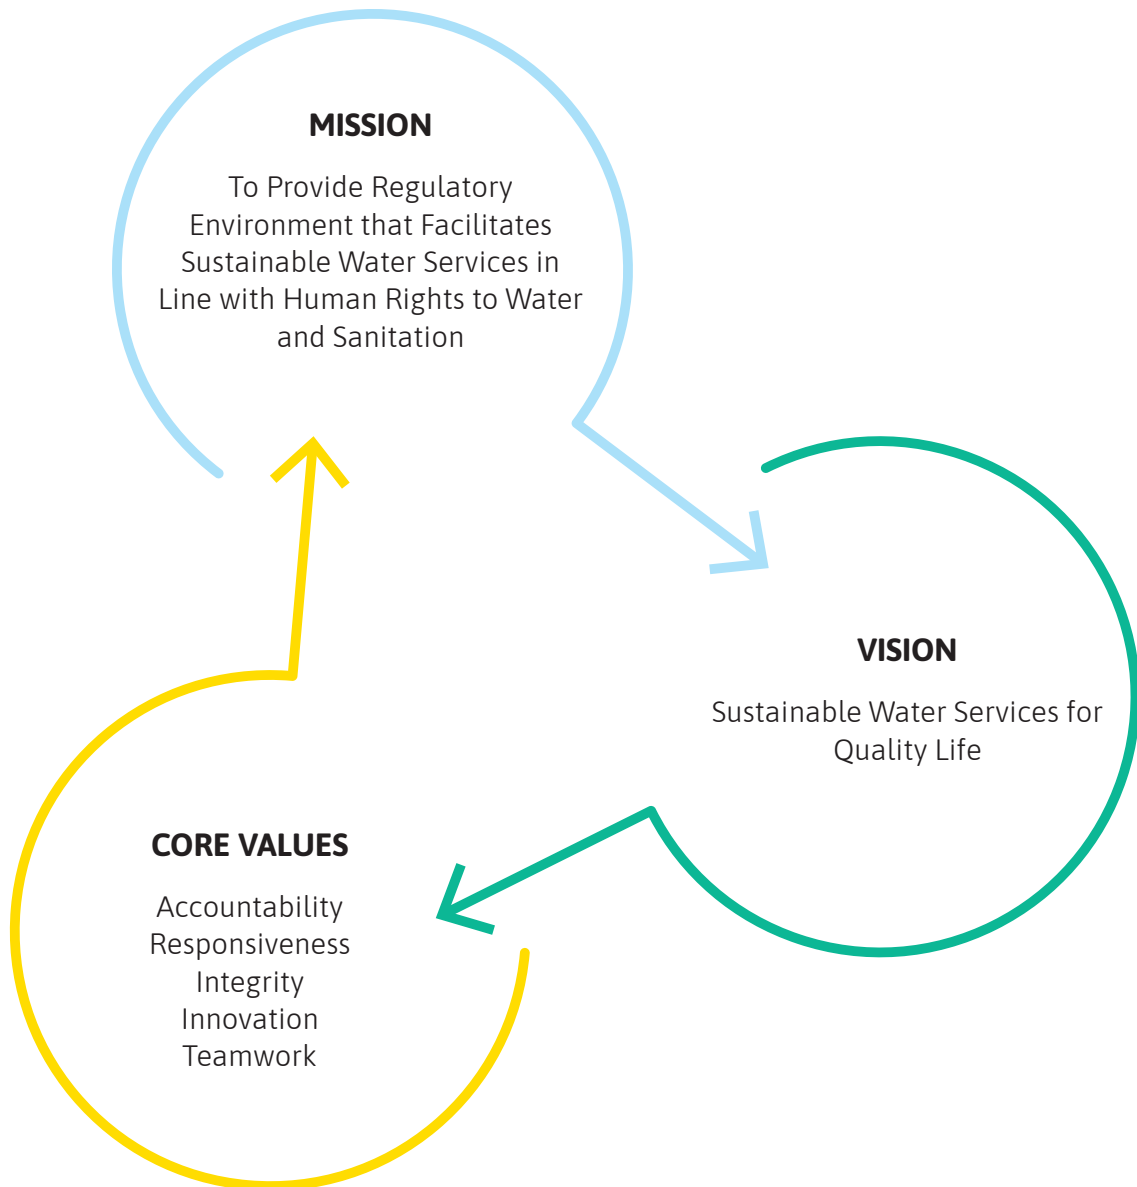 MISSION
To Provide Regulatory
Environment that Facilitates
Sustainable Water Services in
Line with Human Rights to Water
and Sanitation
VISION
Sustainable Water Services for
Quality Life
CORE VALUES
Accountability
Responsiveness
Integrity
Innovation
Teamwork